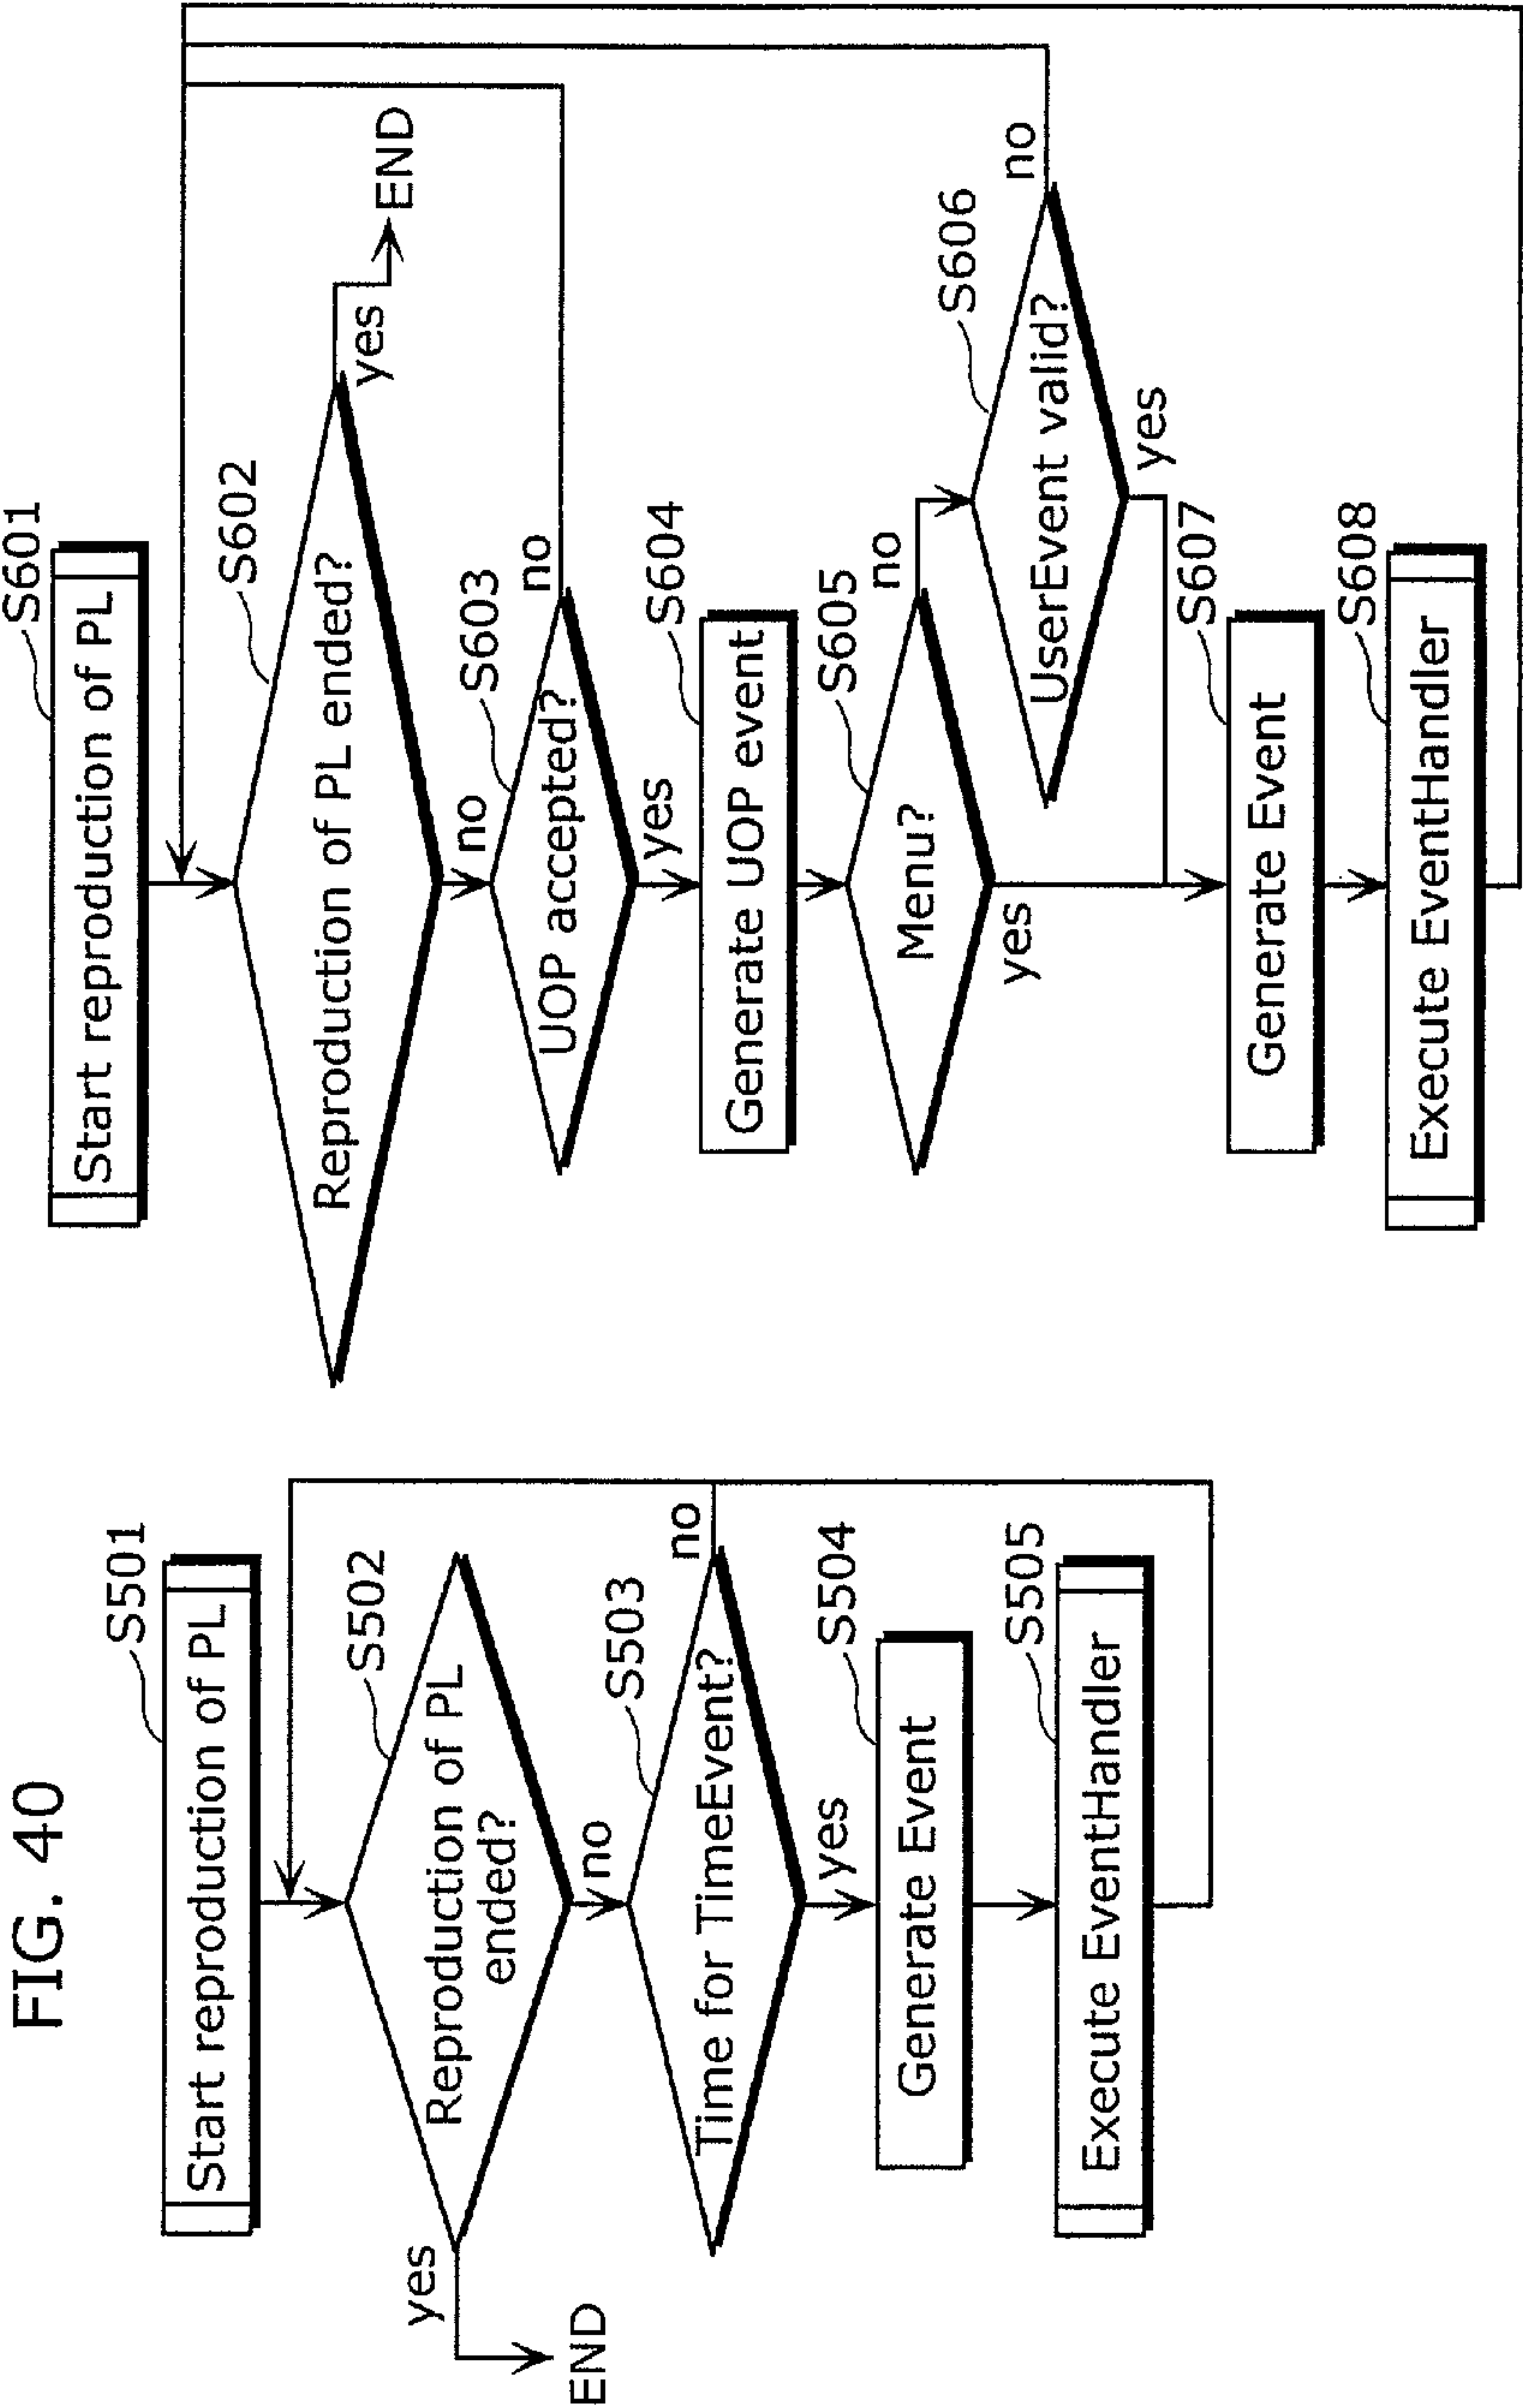 FIG. 40
S501
Start reproduction of PL
S502
Reproduction of PL
ended?
yes
END
no
S503
Time for TimeEvent?
no
yes
S504
Generate Event
S505
Execute EventHandler
S601
Start reproduction of PL
S602
Reproduction of PL ended?
yes
END
no
S603
UOP accepted?
no
yes
S604
Generate UOP event
S605
Menu?
no
yes
S606
UserEvent valid?
no
yes
S607
Generate Event
S608
Execute EventHandler